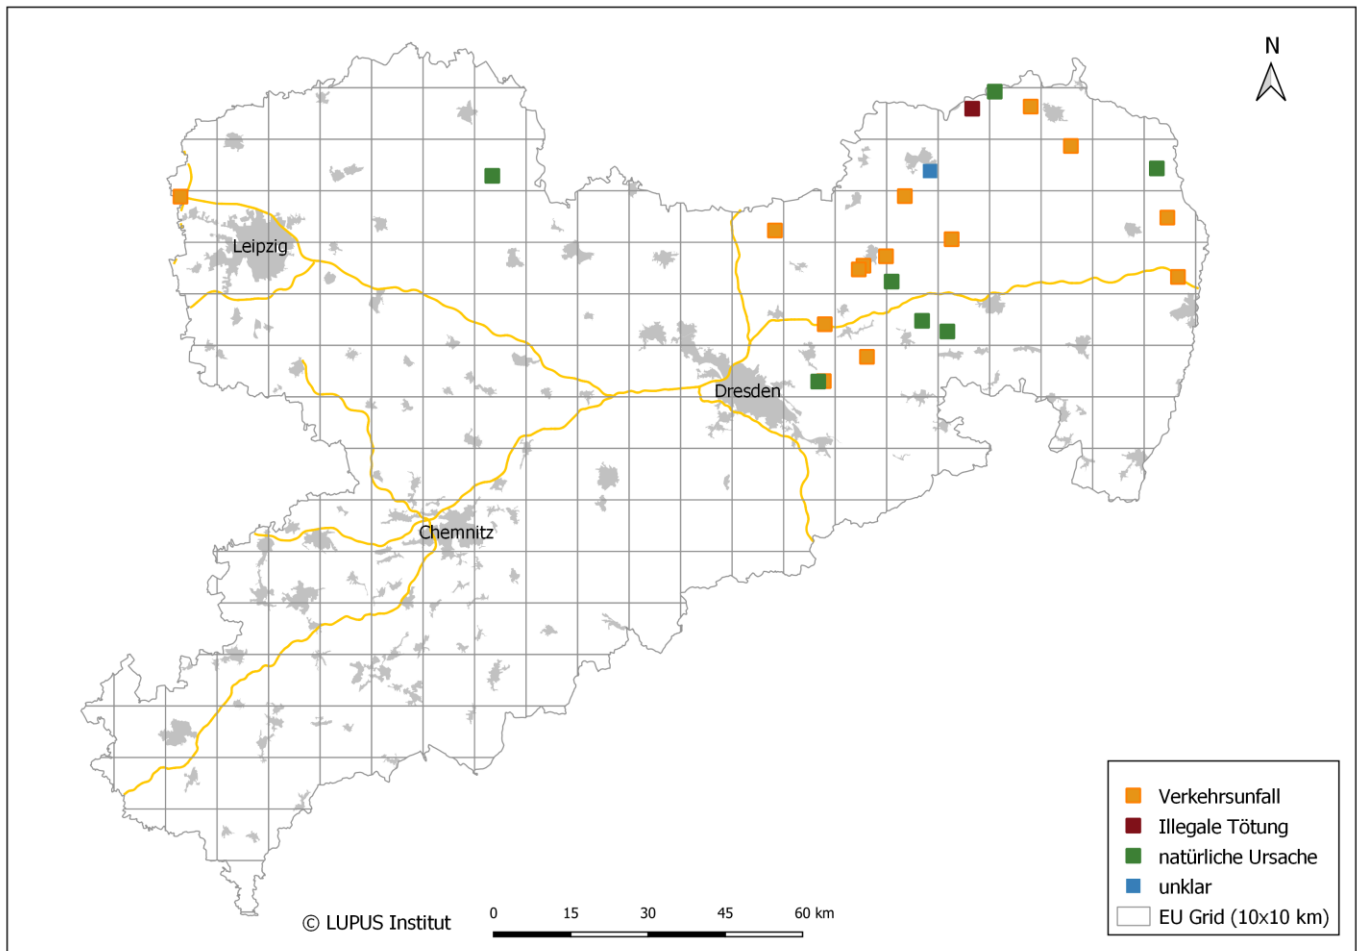 N
Leipzig
Dresden
Chemnitz
Verkehrsunfall
Illegale Tötung
natürliche Ursache
unklar
EU Grid (10x10 km)
© LUPUS Institut
0 15 30 45 60 km